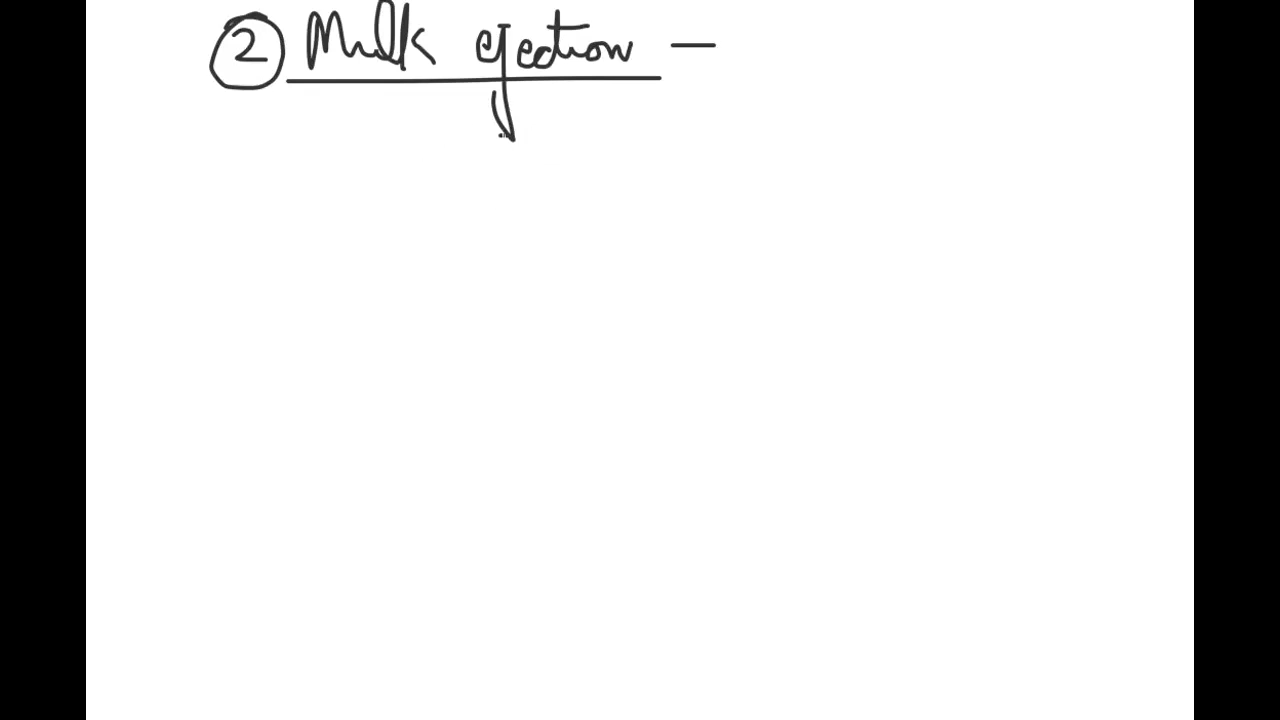 ② Milk ejection —